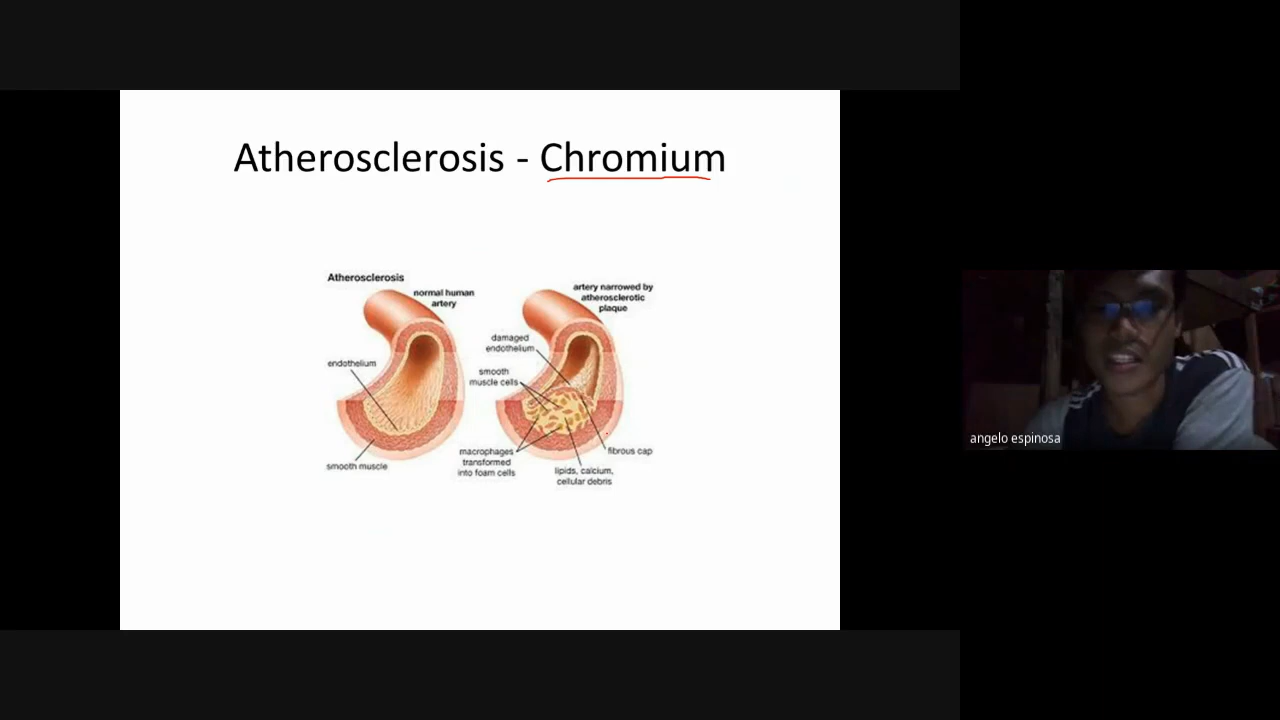 Atherosclerosis - Chromium
Atherosclerosis
normal human
artery
endothelium
smooth muscle
artery narrowed by
atherosclerotic
plaque
damaged
endothelium
smooth
muscle cells
macrophages
transformed
into foam cells
fibrous cap
lipids, calcium,
cellular debris
angelo espinosa